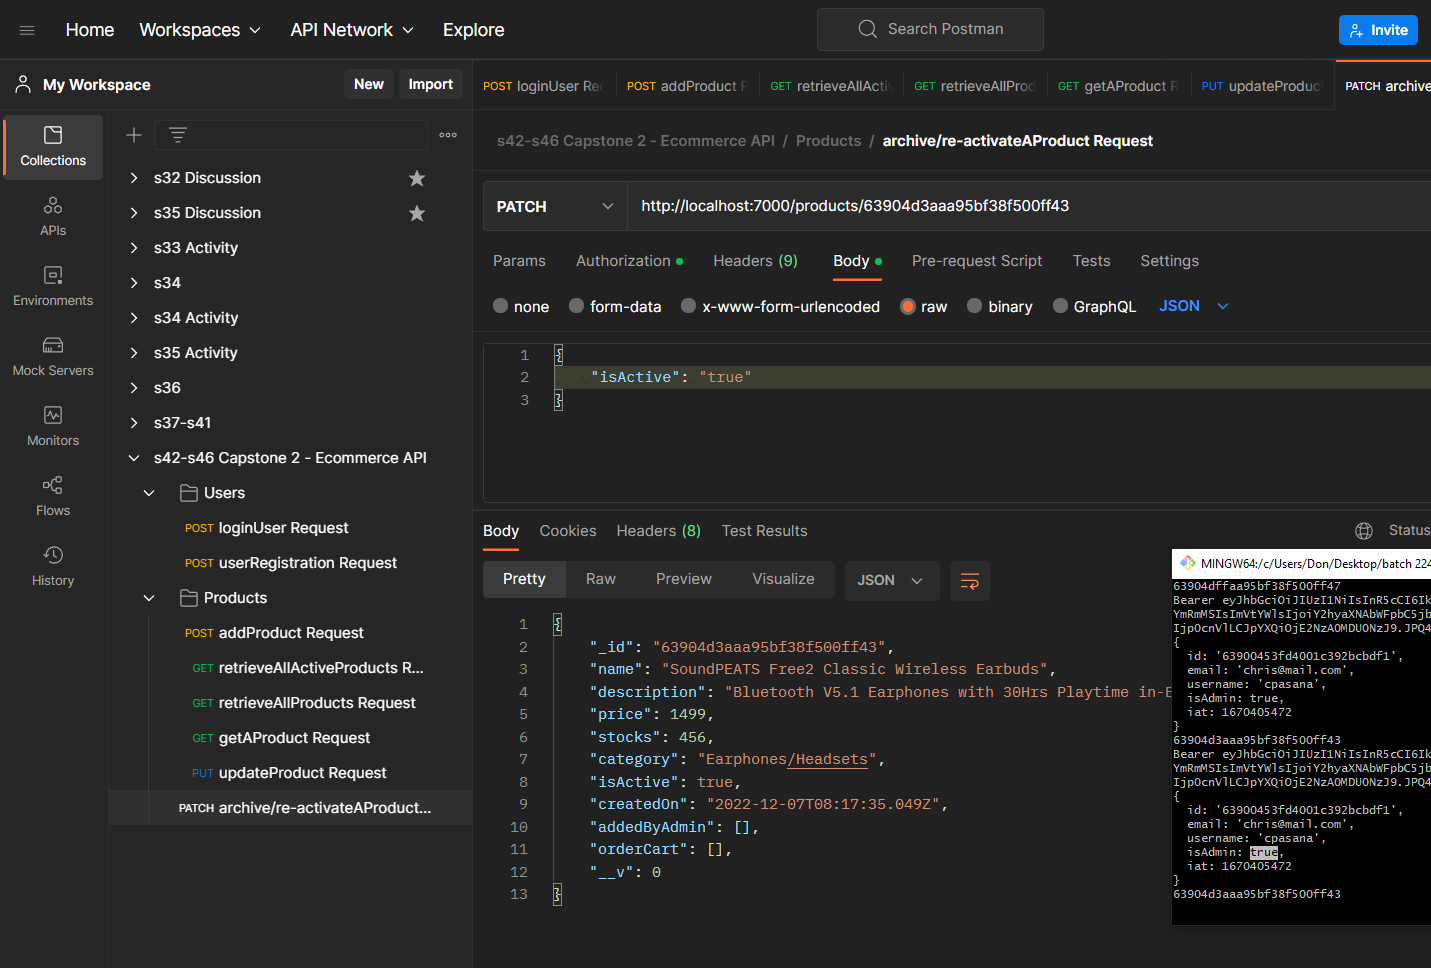 Home Workspaces API Network Explore Search Postman Invite
My Workspace New Import
POST loginUser Rec POST addProduct R GET retrieveAllActiv GET retrieveAllProd GET getAProduct R PUT updateProduc PATCH archive
Collections
APIs
Environments
Mock Servers
Monitors
Flows
History
s32 Discussion
s35 Discussion
s33 Activity
s34
s34 Activity
s35 Activity
s36
s37-s41
s42-s46 Capstone 2 - Ecommerce API
Users
POST loginUser Request
POST userRegistration Request
Products
POST addProduct Request
GET retrieveAllActiveProducts R...
GET retrieveAllProducts Request
GET getAProduct Request
PUT updateProduct Request
PATCH archive/re-activateAProduct...
s42-s46 Capstone 2 - Ecommerce API / Products / archive/re-activateAProduct Request
PATCH http://localhost:7000/products/63904d3aaa95bf38f500ff43
Params Authorization Headers (9) Body Pre-request Script Tests Settings
none form-data x-www-form-urlencoded raw binary GraphQL JSON
1 {
2 "isActive": "true"
3 }
Body Cookies Headers (8) Test Results Status
Pretty Raw Preview Visualize JSON
1 {
2 "_id": "63904d3aaa95bf38f500ff43",
3 "name": "SoundPEATS Free2 Classic Wireless Earbuds",
4 "description": "Bluetooth V5.1 Earphones with 30Hrs Playtime in-E
5 "price": 1499,
6 "stocks": 456,
7 "category": "Earphones/Headsets",
8 "isActive": true,
9 "createdOn": "2022-12-07T08:17:35.049Z",
10 "addedByAdmin": [],
11 "orderCart": [],
12 "__v": 0
13 }
MINGW64:/c/Users/Don/Desktop/batch 224
63904dffaa95bf38f500ff47
Bearer eyJhbGciOiJIUzI1NiIsInR5cCI6Ik
YmRmMSIsImVtYWlsIjoiY2hyaXNAbWFpbC5jb
IjpOcnVlLCJpYXQiOjE2NzA0MDU0NzJ9.JPQ4
{
id: '63900453fd4001c392bcbdf1',
email: 'chris@mail.com',
username: 'cpasana',
isAdmin: true,
iat: 1670405472
}
63904d3aaa95bf38f500ff43
Bearer eyJhbGciOiJIUzI1NiIsInR5cCI6Ik
YmRmMSIsImVtYWlsIjoiY2hyaXNAbWFpbC5jb
IjpOcnVlLCJpYXQiOjE2NzA0MDU0NzJ9.JPQ4
{
id: '63900453fd4001c392bcbdf1',
email: 'chris@mail.com',
username: 'cpasana',
isAdmin: true,
iat: 1670405472
}
63904d3aaa95bf38f500ff43